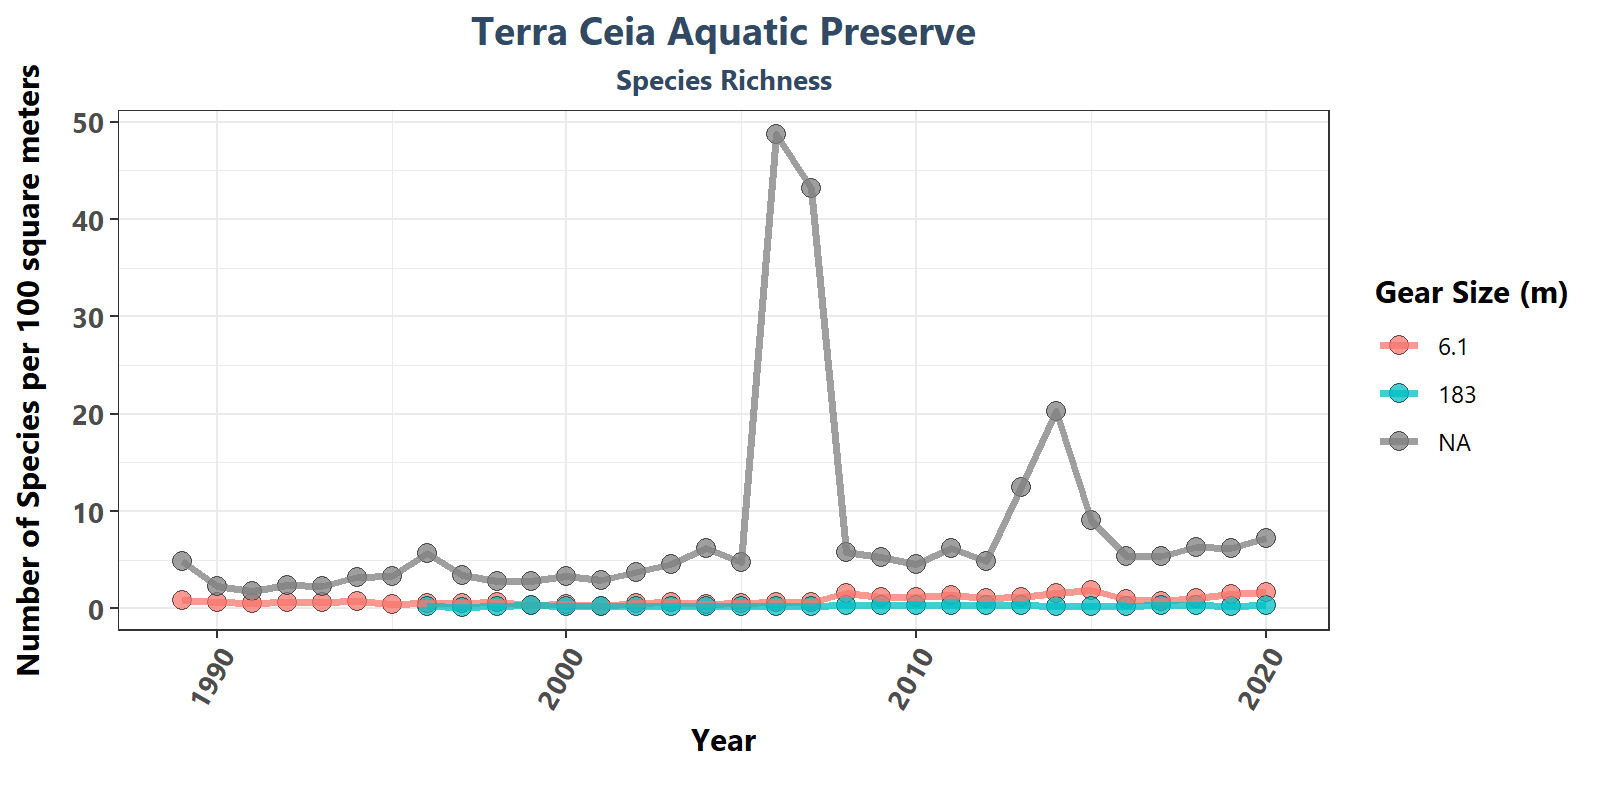 Terra Ceia Aquatic Preserve
Species Richness
Number of Species per 100 square meters
50
40
30
20
10
0
1990
2000
2010
2020
Year
Gear Size (m)
6.1
183
NA